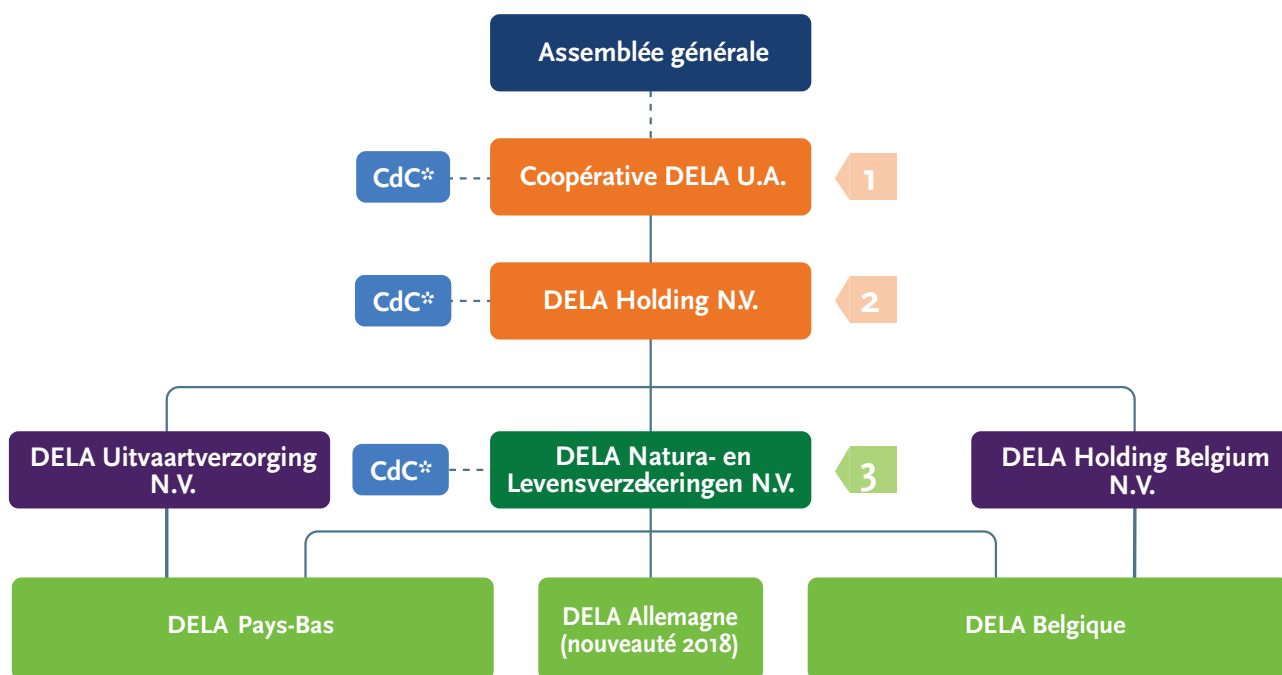 Assemblée générale
CdC*
Coopérative DELA U.A.
1
CdC*
DELA Holding N.V.
2
DELA Uitvaartverzorging
N.V.
CdC*
DELA Natura- en
Levensverzekeringen N.V.
3
DELA Holding Belgium
N.V.
DELA Pays-Bas
DELA Allemagne
(nouveauté 2018)
DELA Belgique